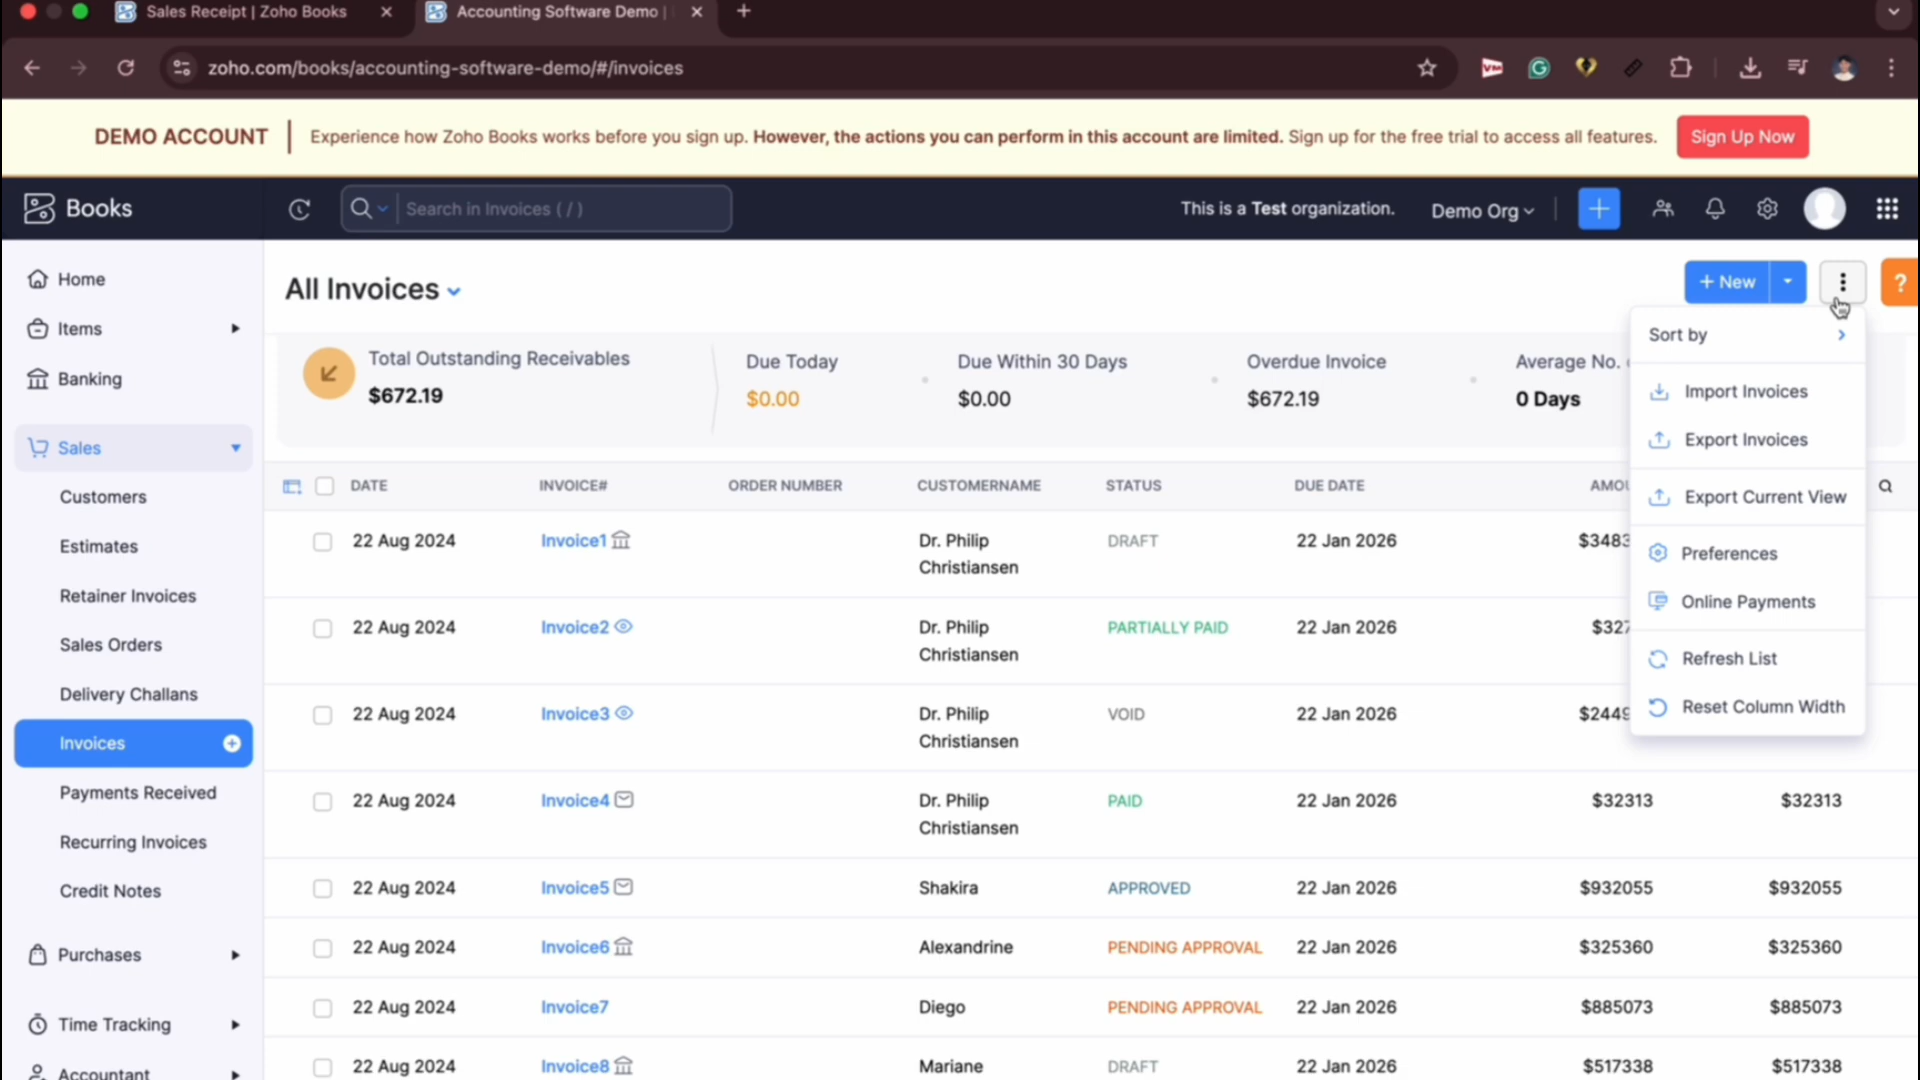 Sales Receipt | Zoho Books
Accounting Software Demo |
zoho.com/books/accounting-software-demo/#/invoices
DEMO ACCOUNT
Experience how Zoho Books works before you sign up. However, the actions you can perform in this account are limited. Sign up for the free trial to access all features.
Sign Up Now
Books
Search in Invoices ( / )
This is a Test organization.
Demo Org
Home
Items
Banking
Sales
Customers
Estimates
Retainer Invoices
Sales Orders
Delivery Challans
Invoices
Payments Received
Recurring Invoices
Credit Notes
Purchases
Time Tracking
Accountant
All Invoices
+ New
?
Total Outstanding Receivables
$672.19
Due Today
$0.00
Due Within 30 Days
$0.00
Overdue Invoice
$672.19
Average No.
0 Days
Sort by
Import Invoices
Export Invoices
Export Current View
Preferences
Online Payments
Refresh List
Reset Column Width
DATE INVOICE# ORDER NUMBER CUSTOMERNAME STATUS DUE DATE AMOU
22 Aug 2024 Invoice1 Dr. Philip DRAFT 22 Jan 2026 $3483
Christiansen
22 Aug 2024 Invoice2 Dr. Philip PARTIALLY PAID 22 Jan 2026 $327
Christiansen
22 Aug 2024 Invoice3 Dr. Philip VOID 22 Jan 2026 $2449
Christiansen
22 Aug 2024 Invoice4 Dr. Philip PAID 22 Jan 2026 $32313 $32313
Christiansen
22 Aug 2024 Invoice5 Shakira APPROVED 22 Jan 2026 $932055 $932055
22 Aug 2024 Invoice6 Alexandrine PENDING APPROVAL 22 Jan 2026 $325360 $325360
22 Aug 2024 Invoice7 Diego PENDING APPROVAL 22 Jan 2026 $885073 $885073
22 Aug 2024 Invoice8 Mariane DRAFT 22 Jan 2026 $517338 $517338